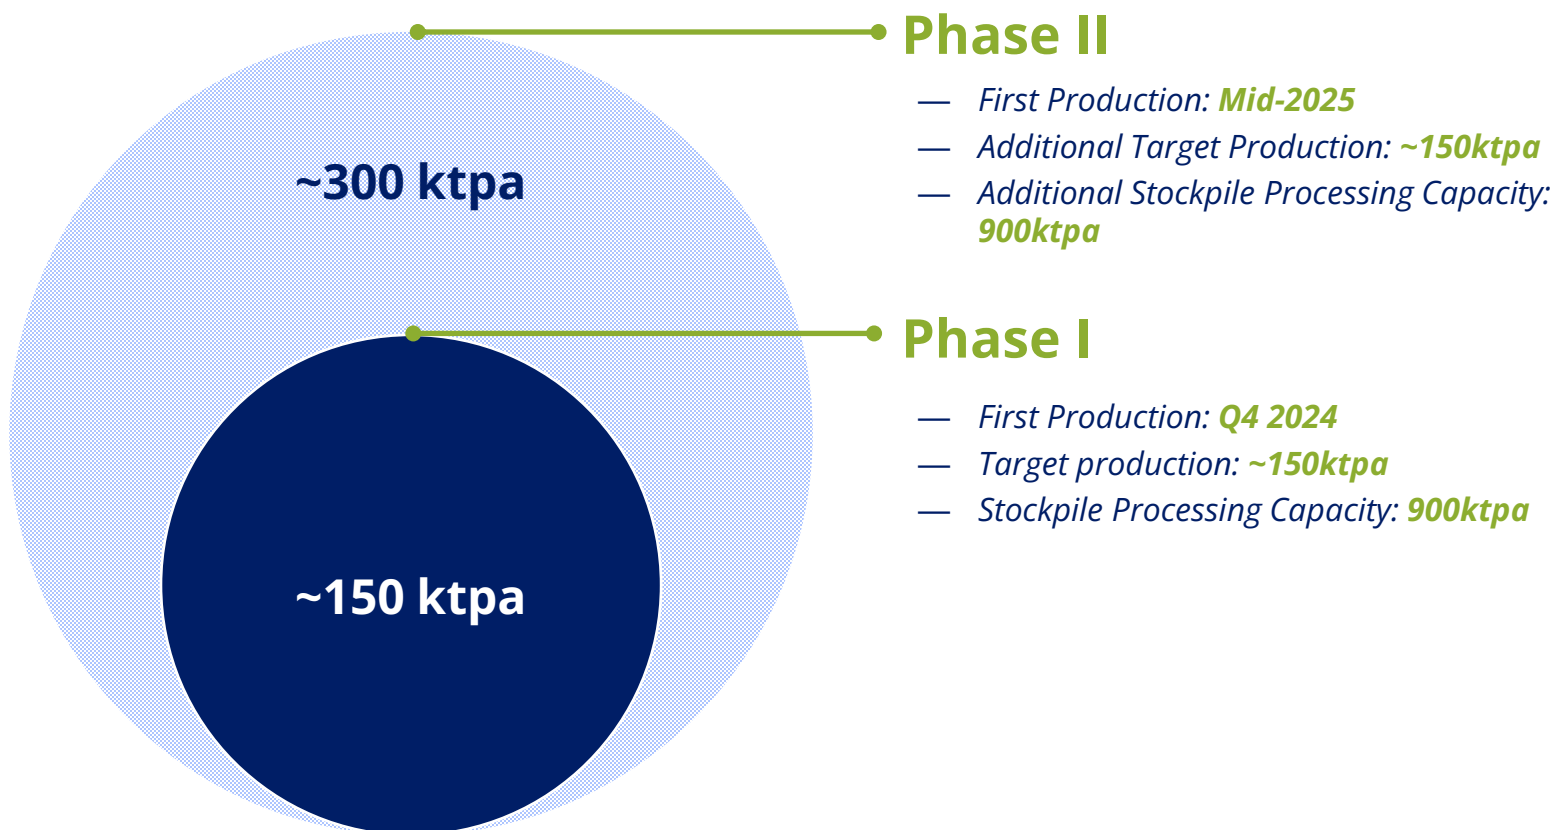 Phase II
— First Production: Mid-2025
— Additional Target Production: ~150ktpa
— Additional Stockpile Processing Capacity:
900ktpa
~300 ktpa
Phase I
— First Production: Q4 2024
— Target production: ~150ktpa
— Stockpile Processing Capacity: 900ktpa
~150 ktpa